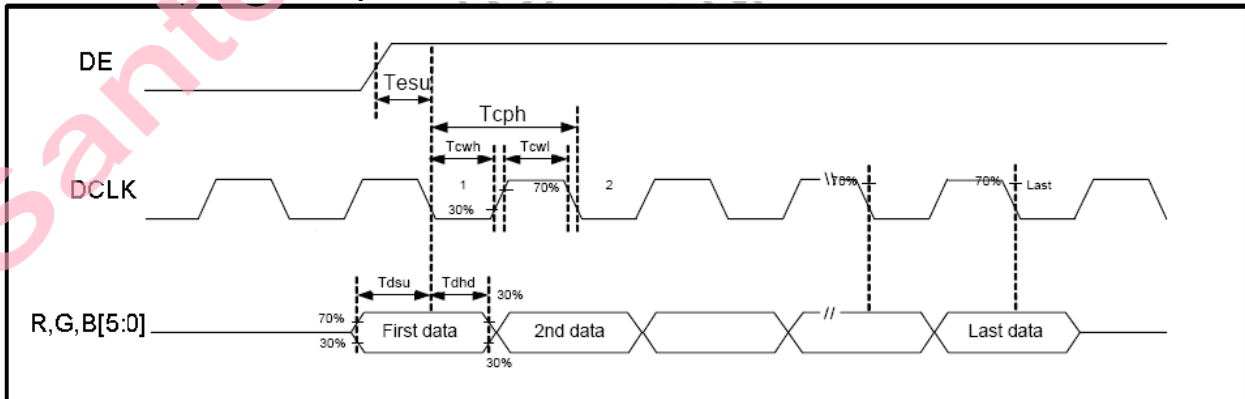 DE
Tesu
Tcph
Tcwh
Tcwl
DCLK
1
70%
2
\\
70%
70%
Last
30%
Tdsu
Tdhd
30%
R,G,B[5:0]
70%
30%
First data
2nd data
//
Last data
30%
Sant